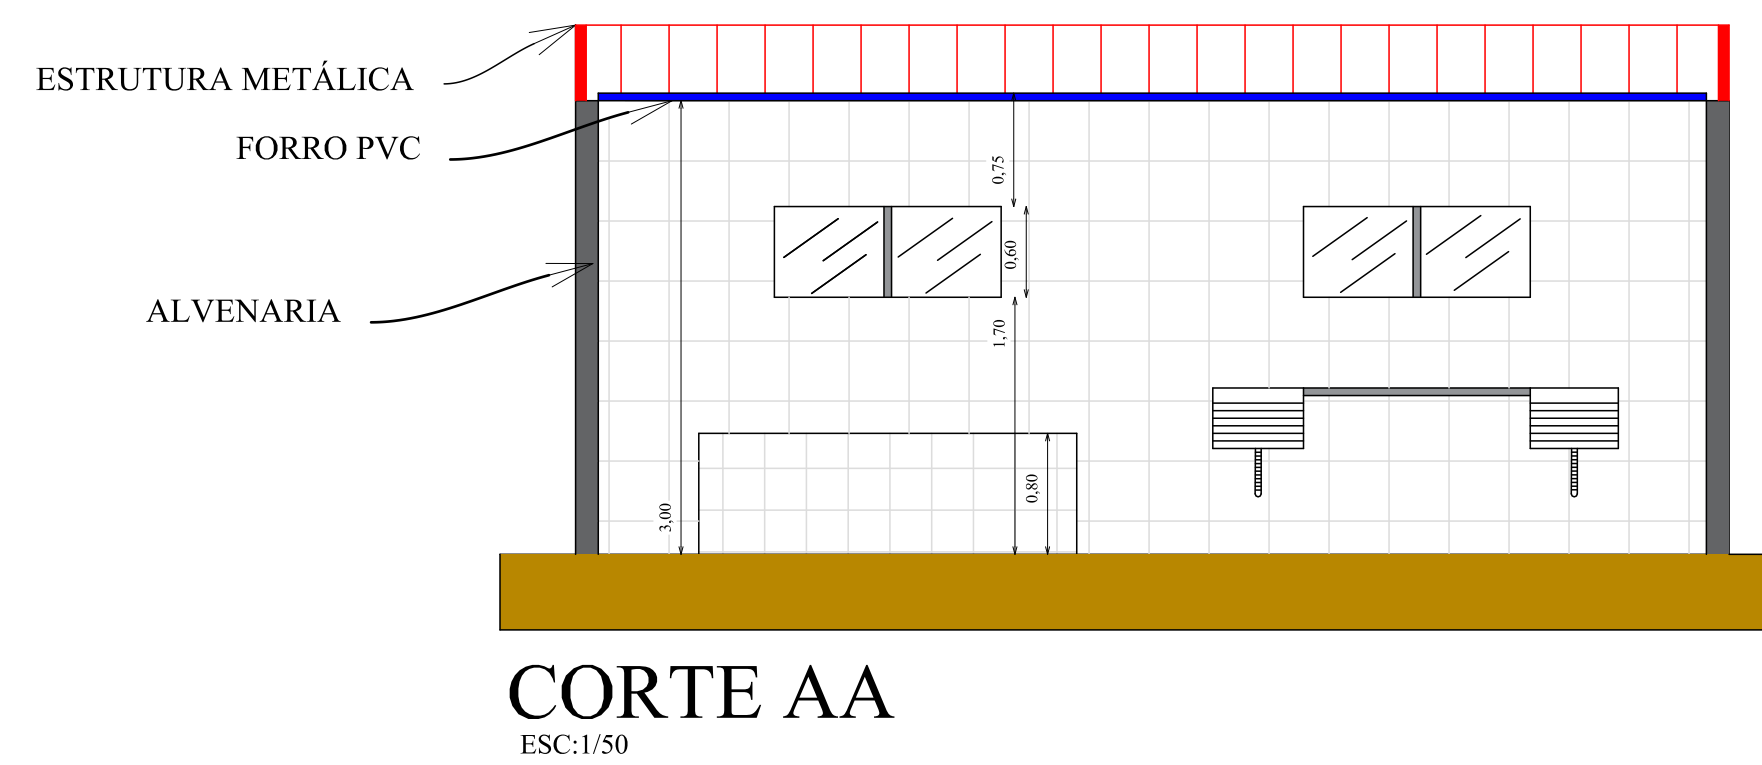 ESTRUTURA METÁLICA
FORRO PVC
0,75
0,60
ALVENARIA
1,70
0,80
3,00
CORTE AA
ESC:1/50